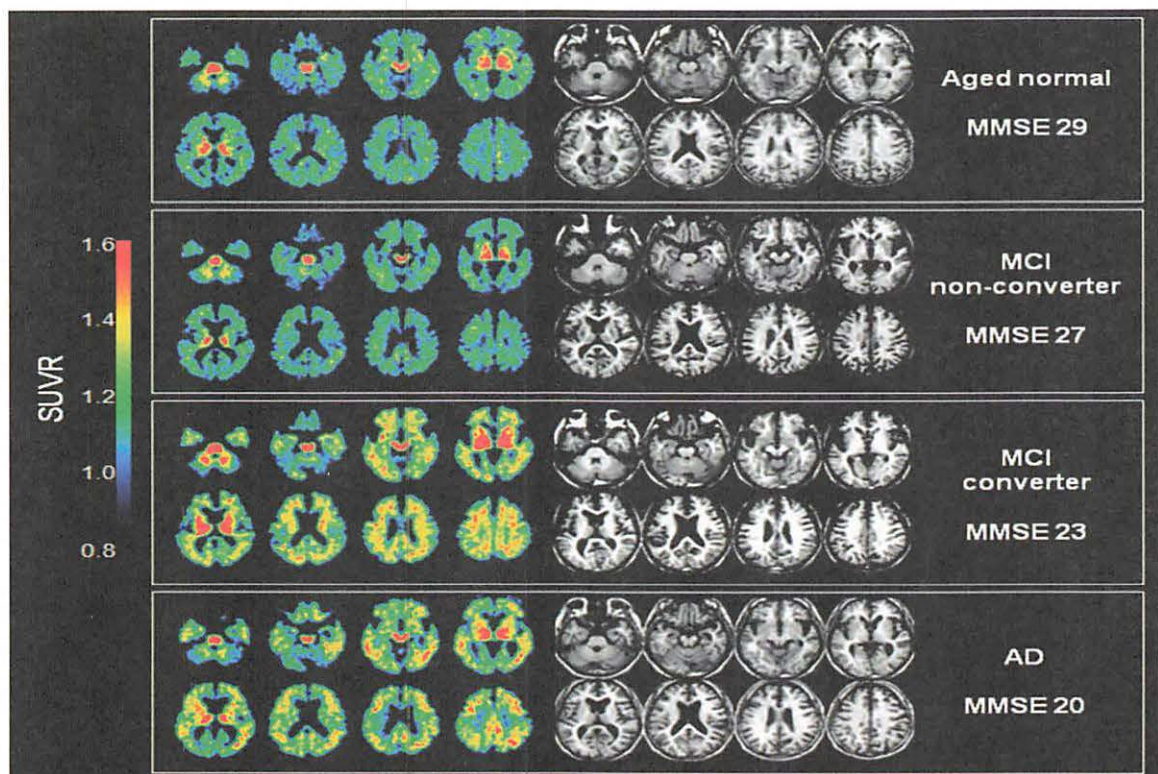 Aged normal
MMSE 29
SUVR
1.6
1.4
1.2
1.0
0.8
MCI
non-converter
MMSE 27
MCI
converter
MMSE 23
AD
MMSE 20